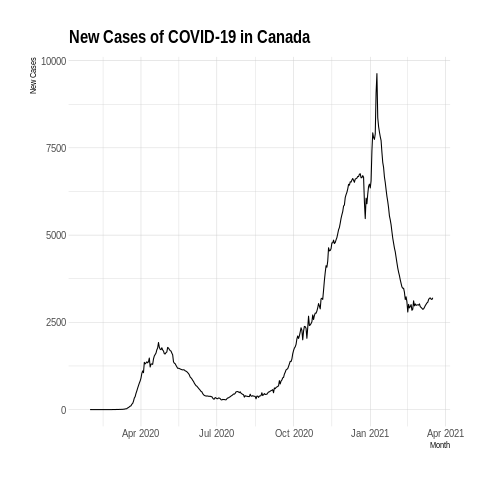 New Cases of COVID-19 in Canada
New Cases
10000
7500
5000
2500
0
Apr 2020 Jul 2020 Oct 2020 Jan 2021 Apr 2021
Month